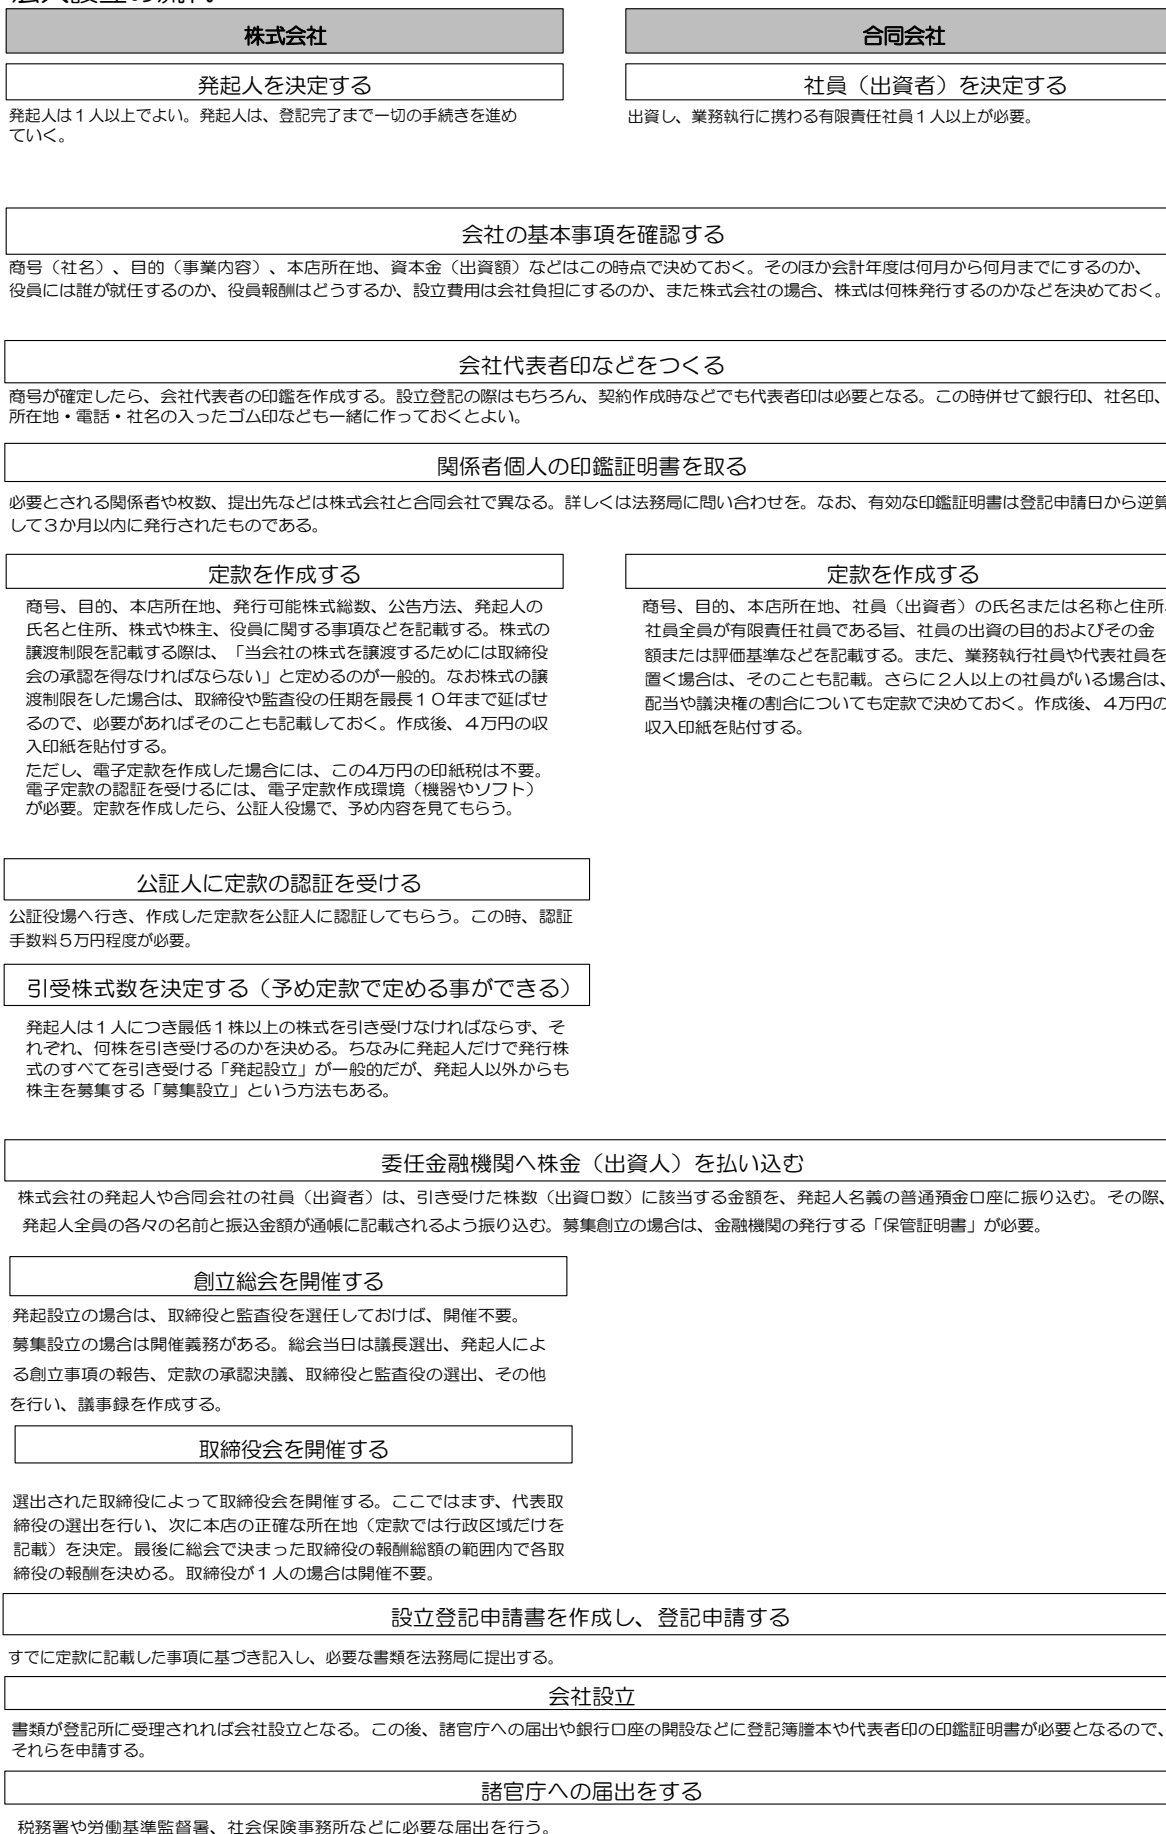 株式会社
合同会社
発起人を決定する
社員（出資者）を決定する
発起人は１人以上でよい。発起人は、登記完了まで一切の手続きを進め
ていく。
出資し、業務執行に携わる有限責任社員１人以上が必要。
会社の基本事項を確認する
商号（社名）、目的（事業内容）、本店所在地、資本金（出資額）などはこの時点で決めておく。そのほか会計年度は何月から何月までにするのか、
役員には誰が就任するのか、役員報酬はどうするか、設立費用は会社負担にするのか、また株式会社の場合、株式は何株発行するのかなどを決めておく。
会社代表者印などをつくる
商号が確定したら、会社代表者の印鑑を作成する。設立登記の際はもちろん、契約作成時などでも代表者印は必要となる。この時併せて銀行印、社名印、
所在地・電話・社名の入ったゴム印なども一緒に作っておくとよい。
関係者個人の印鑑証明書を取る
必要とされる関係者や枚数、提出先などは株式会社と合同会社で異なる。詳しくは法務局に問い合わせを。なお、有効な印鑑証明書は登記申請日から逆算
して３か月以内に発行されたものである。
定款を作成する
商号、目的、本店所在地、発行可能株式総数、公告方法、発起人の
氏名と住所、株式や株主、役員に関する事項などを記載する。株式の
譲渡制限を記載する際は、「当会社の株式を譲渡するためには取締役
会の承認を得なければならない」と定めるのが一般的。なお株式の譲
渡制限をした場合は、取締役や監査役の任期を最長１０年まで延ばせ
るので、必要があればそのことも記載しておく。作成後、４万円の収
入印紙を貼付する。
ただし、電子定款を作成した場合には、この4万円の印紙税は不要。
電子定款の認証を受けるには、電子定款作成環境（機器やソフト）
が必要。定款を作成したら、公証人役場で、予め内容を見てもらう。
定款を作成する
商号、目的、本店所在地、社員（出資者）の氏名または名称と住所、
社員全員が有限責任社員である旨、社員の出資の目的およびその金
額または評価基準などを記載する。また、業務執行社員や代表社員を
置く場合は、そのことも記載。さらに２人以上の社員がいる場合は、
配当や議決権の割合についても定款で決めておく。作成後、４万円の
収入印紙を貼付する。
公証人に定款の認証を受ける
公証役場へ行き、作成した定款を公証人に認証してもらう。この時、認証
手数料５万円程度が必要。
引受株式数を決定する（予め定款で定める事ができる）
発起人は１人につき最低１株以上の株式を引き受けなければならず、そ
れぞれ、何株を引き受けるのかを決める。ちなみに発起人だけで発行株
式のすべてを引き受ける「発起設立」が一般的だが、発起人以外からも
株主を募集する「募集設立」という方法もある。
委任金融機関へ株金（出資人）を払い込む
株式会社の発起人や合同会社の社員（出資者）は、引き受けた株数（出資口数）に該当する金額を、発起人名義の普通預金口座に振り込む。その際、
発起人全員の各々の名前と振込金額が通帳に記載されるよう振り込む。募集創立の場合は、金融機関の発行する「保管証明書」が必要。
創立総会を開催する
発起設立の場合は、取締役と監査役を選任しておけば、開催不要。
募集設立の場合は開催義務がある。総会当日は議長選出、発起人によ
る創立事項の報告、定款の承認決議、取締役と監査役の選出、その他
を行い、議事録を作成する。
取締役会を開催する
選出された取締役によって取締役会を開催する。ここではまず、代表取
締役の選出を行い、次に本店の正確な所在地（定款では行政区域だけを
記載）を決定。最後に総会で決まった取締役の報酬総額の範囲内で各取
締役の報酬を決める。取締役が１人の場合は開催不要。
設立登記申請書を作成し、登記申請する
すでに定款に記載した事項に基づき記入し、必要な書類を法務局に提出する。
会社設立
書類が登記所に受理されれば会社設立となる。この後、諸官庁への届出や銀行口座の開設などに登記簿謄本や代表者印の印鑑証明書が必要となるので、
それらを申請する。
諸官庁への届出をする
税務署や労働基準監督署、社会保険事務所などに必要な届出を行う。